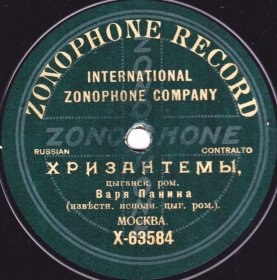 ZONOPHONE RECORD
INTERNATIONAL
ZONOPHONE COMPANY
ZONOPHONE
RUSSIAN CONTRALTO
ХРИЗАНТЕМЫ,
цыганск. ром.
Варя Панина
(извѣстн. исполн. цыг. ром.).
МОСКВА.
X-63584